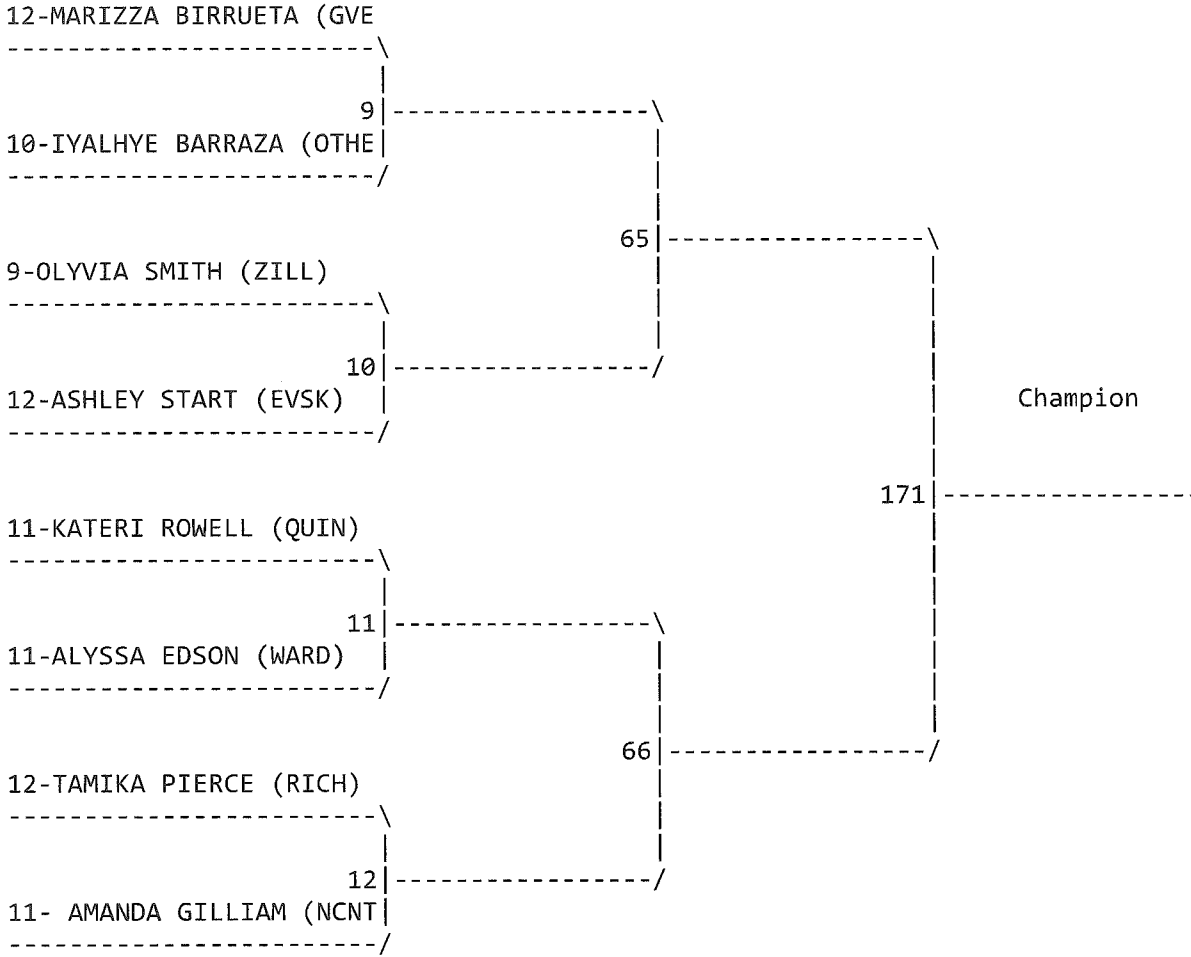 12-MARIZZA BIRRUETA (GVE
9
10-IYALHYE BARRAZA (OTHE
65
9-OLYVIA SMITH (ZILL)
10
12-ASHLEY START (EVSK)
Champion
171
11-KATERI ROWELL (QUIN)
11
11-ALYSSA EDSON (WARD)
66
12-TAMIKA PIERCE (RICH)
12
11- AMANDA GILLIAM (NCNT